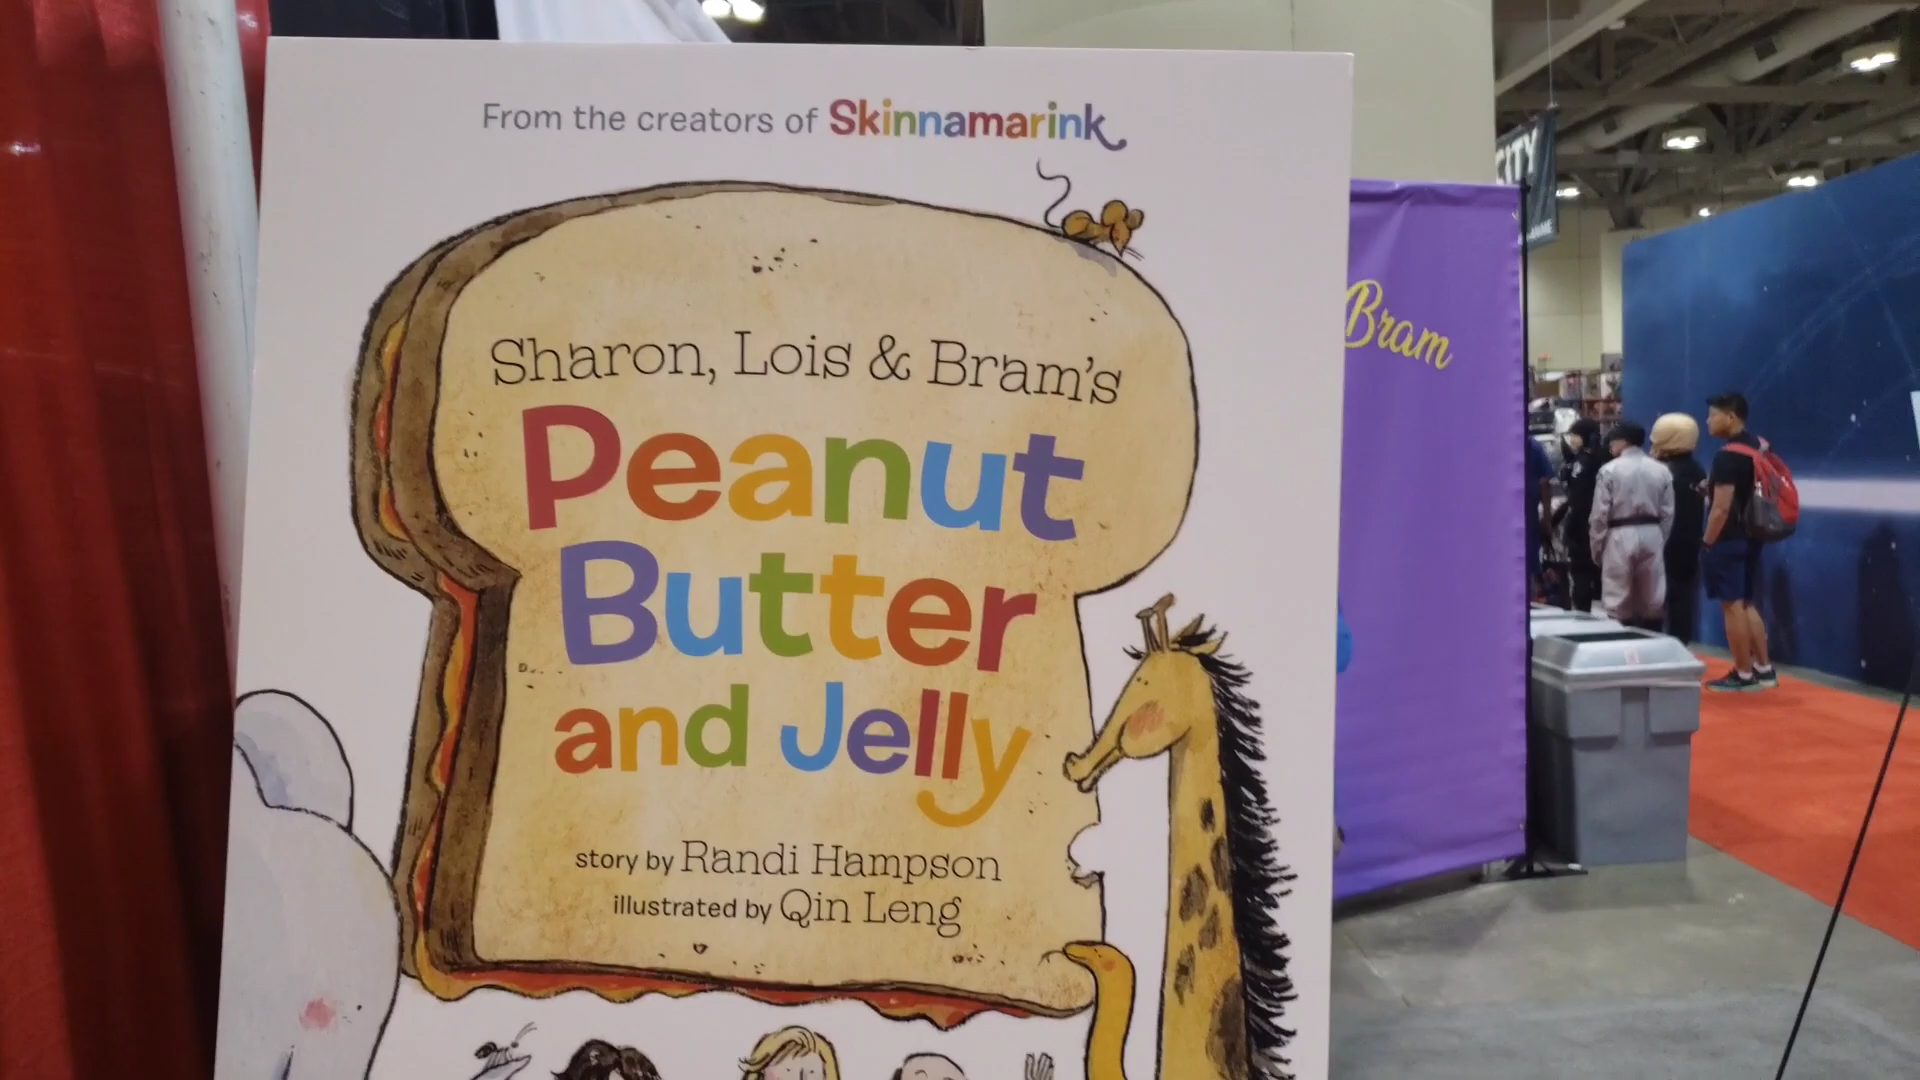 From the creators of Skinnamarink
Sharon, Lois & Bram's
Peanut
Butter
and Jelly
story by Randi Hampson
illustrated by Qin Leng
Bram
CITY